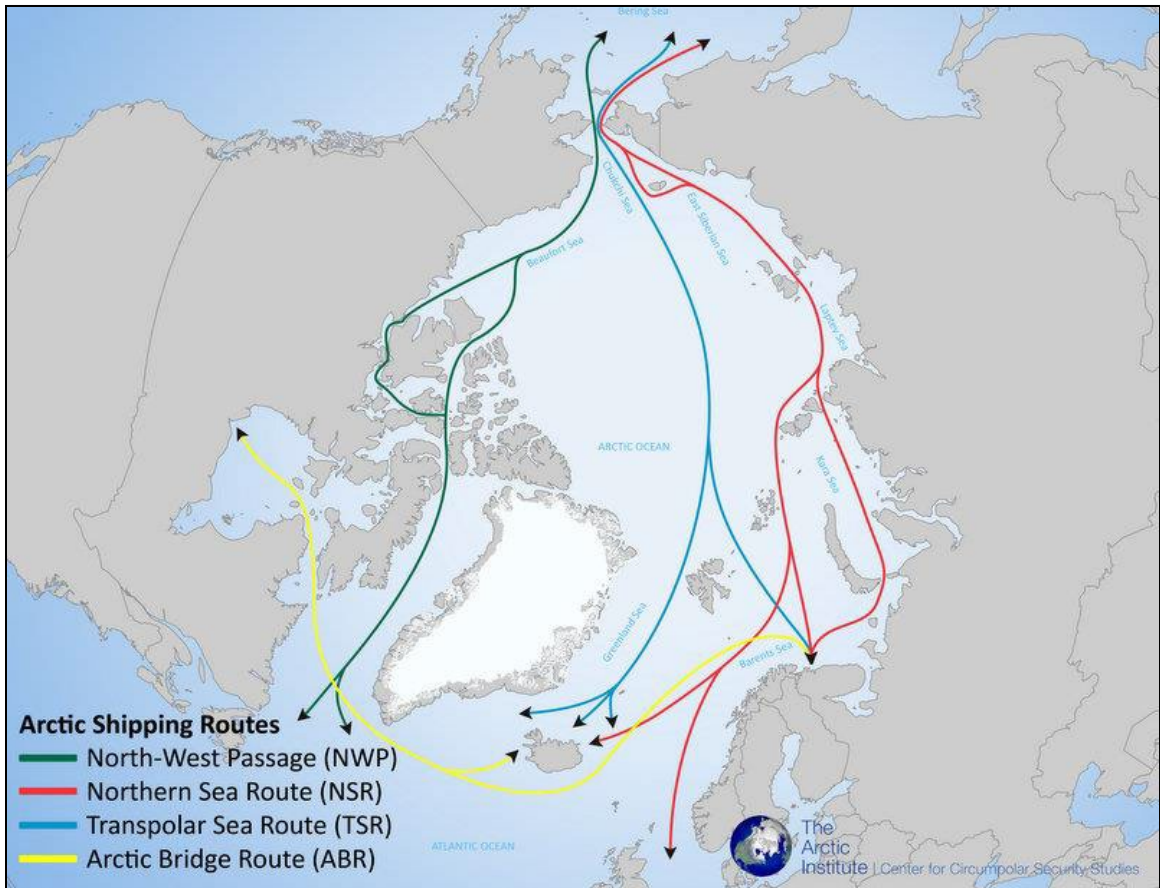 Bering Sea
Chukchi Sea
East Siberian Sea
Beaufort Sea
Laptev Sea
ARCTIC OCEAN
Kara Sea
Greenland Sea
Barents Sea
Arctic Shipping Routes
North-West Passage (NWP)
Northern Sea Route (NSR)
Transpolar Sea Route (TSR)
Arctic Bridge Route (ABR)
ATLANTIC OCEAN
The
Arctic
Institute | Center for Circumpolar Security Studies